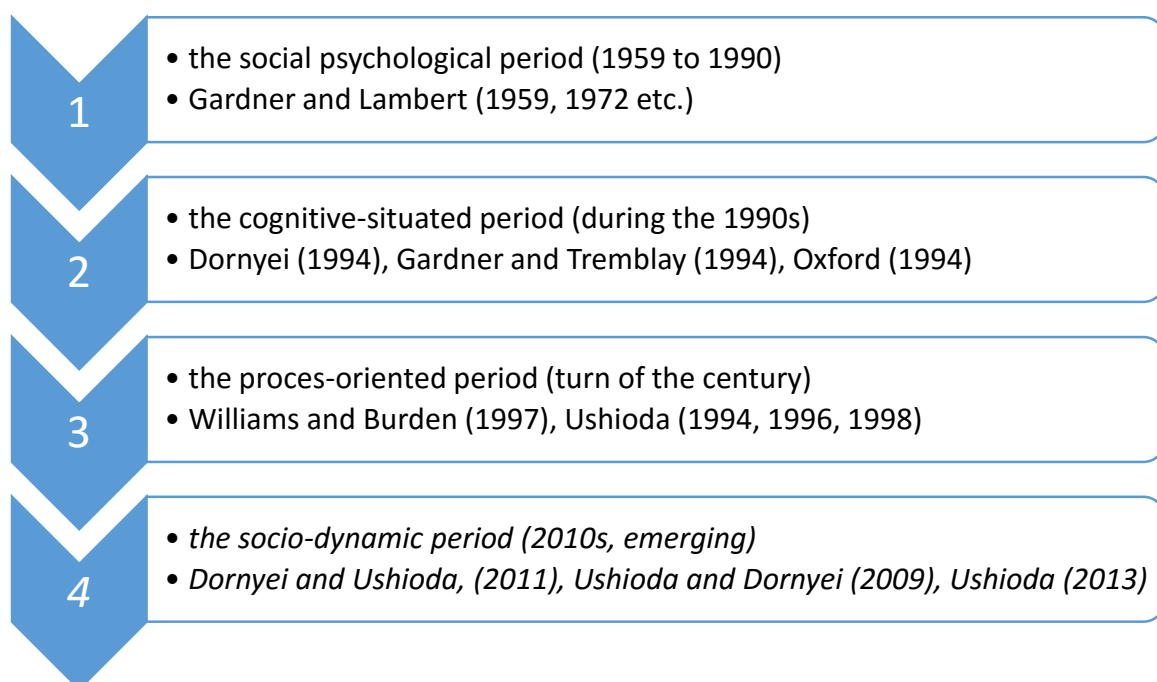 1
• the social psychological period (1959 to 1990)
• Gardner and Lambert (1959, 1972 etc.)
2
• the cognitive-situated period (during the 1990s)
• Dornyei (1994), Gardner and Tremblay (1994), Oxford (1994)
3
• the proces-oriented period (turn of the century)
• Williams and Burden (1997), Ushioda (1994, 1996, 1998)
4
• the socio-dynamic period (2010s, emerging)
• Dornyei and Ushioda, (2011), Ushioda and Dornyei (2009), Ushioda (2013)